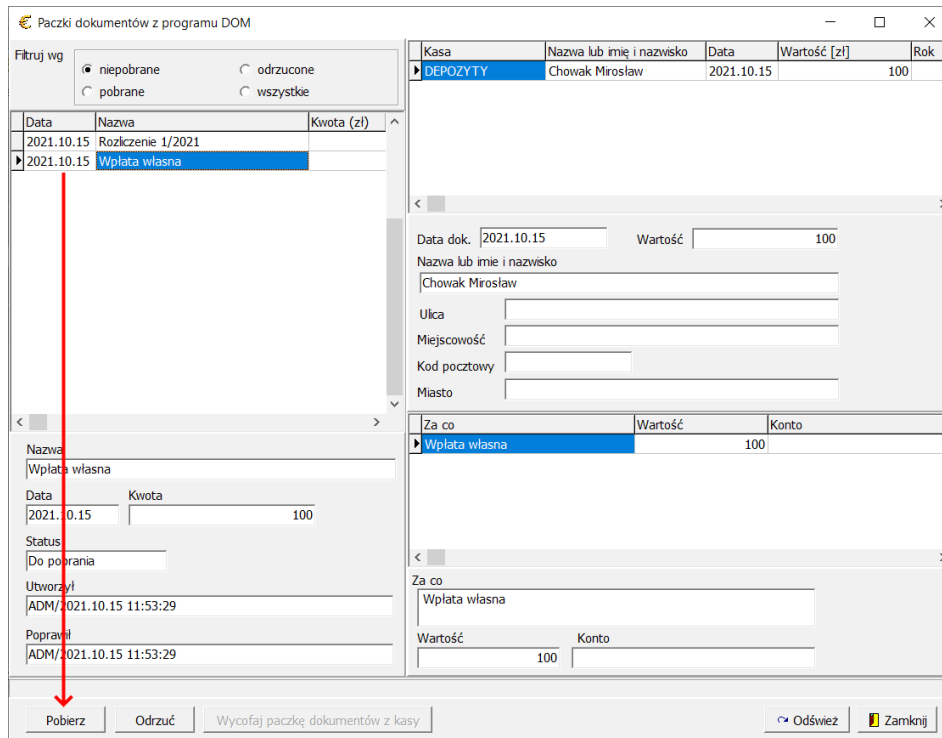 Paczki dokumentów z programu DOM
Filtruj wg
niepobrane odrzucone
pobrane wszystkie
Data Nazwa Kwota (zł)
2021.10.15 Rozliczenie 1/2021
2021.10.15 Wpłata własna
Nazwa
Wpłata własna
Data Kwota
2021.10.15 100
Status
Do pobrania
Utworzył
ADM/2021.10.15 11:53:29
Poprawił
ADM/2021.10.15 11:53:29
Kasa Nazwa lub imię i nazwisko Data Wartość [zł] Rok
DEPOZYTY Chowak Mirosław 2021.10.15 100
Data dok. 2021.10.15 Wartość 100
Nazwa lub imie i nazwisko
Chowak Mirosław
Ulica
Miejscowość
Kod pocztowy
Miasto
Za co Wartość Konto
Wpłata własna 100
Za co
Wpłata własna
Wartość Konto
100
Pobierz Odrzuć Wycofaj paczkę dokumentów z kasy Odśwież Zamknij